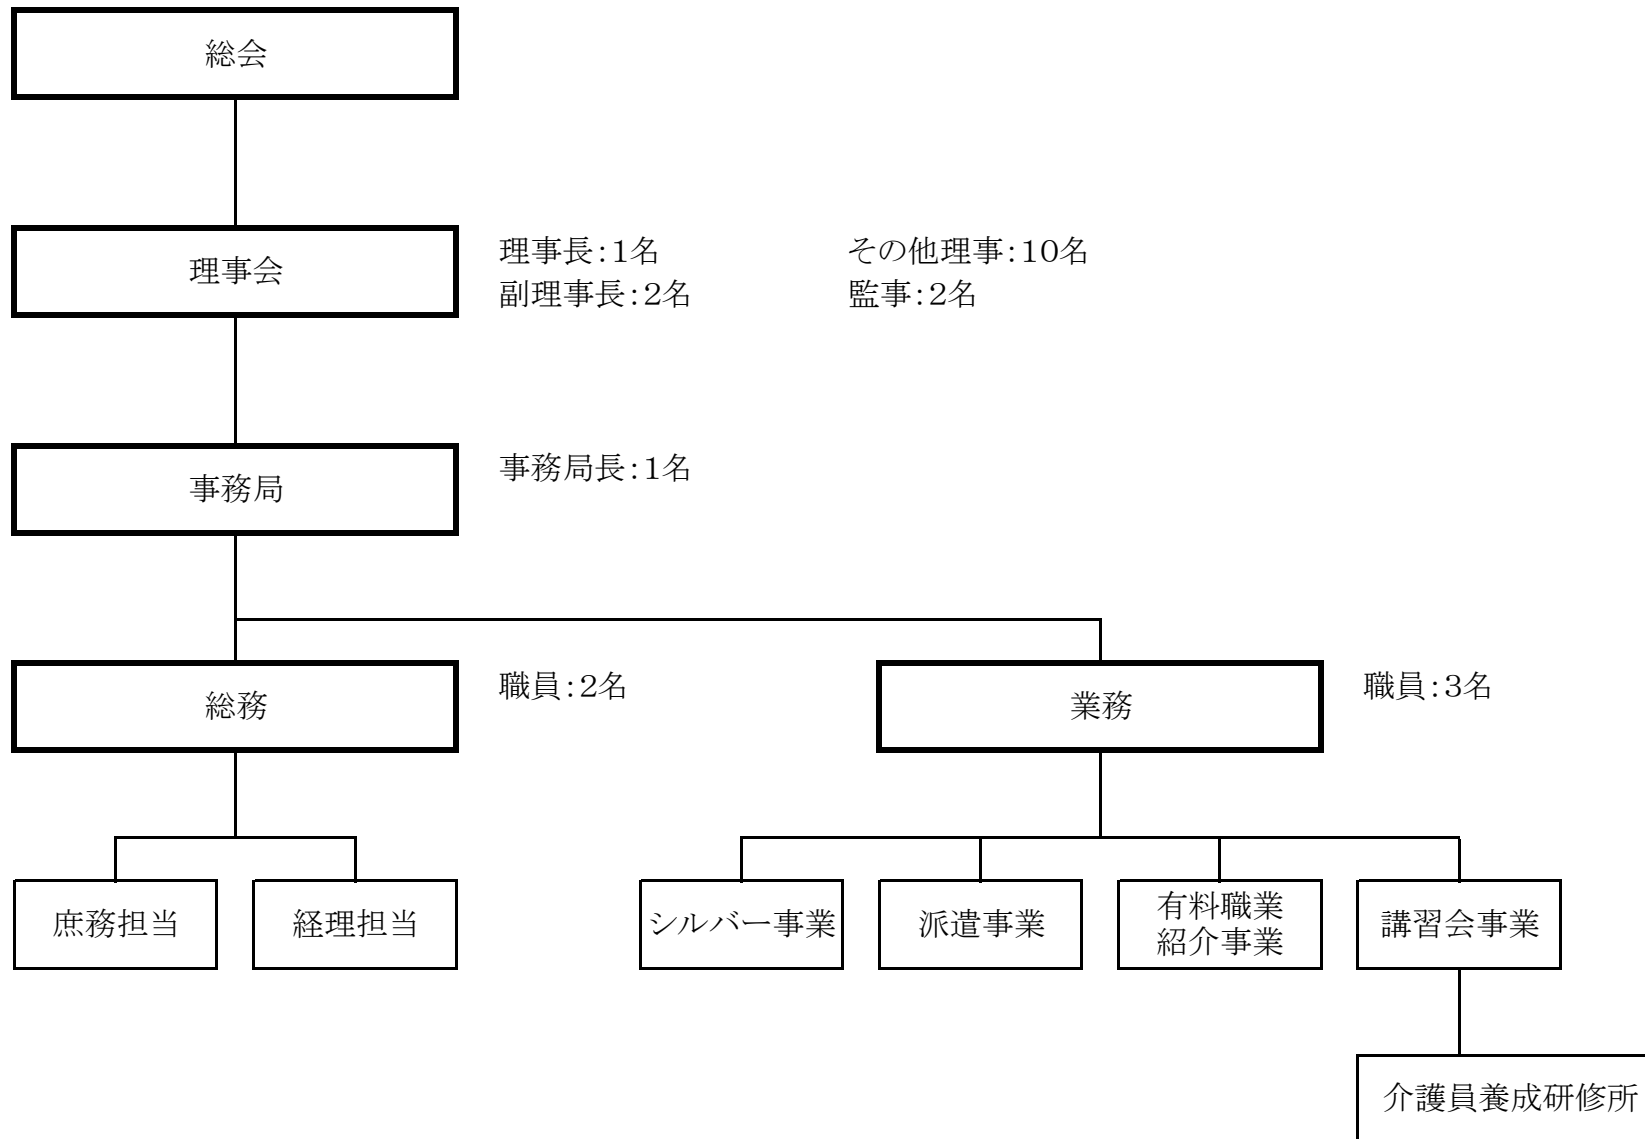 総会
理事会
理事長:1名
その他理事:10名
副理事長:2名
監事:2名
事務局
事務局長:1名
総務
職員:2名
業務
職員:3名
庶務担当
経理担当
シルバー事業
派遣事業
有料職業
紹介事業
講習会事業
介護員養成研修所